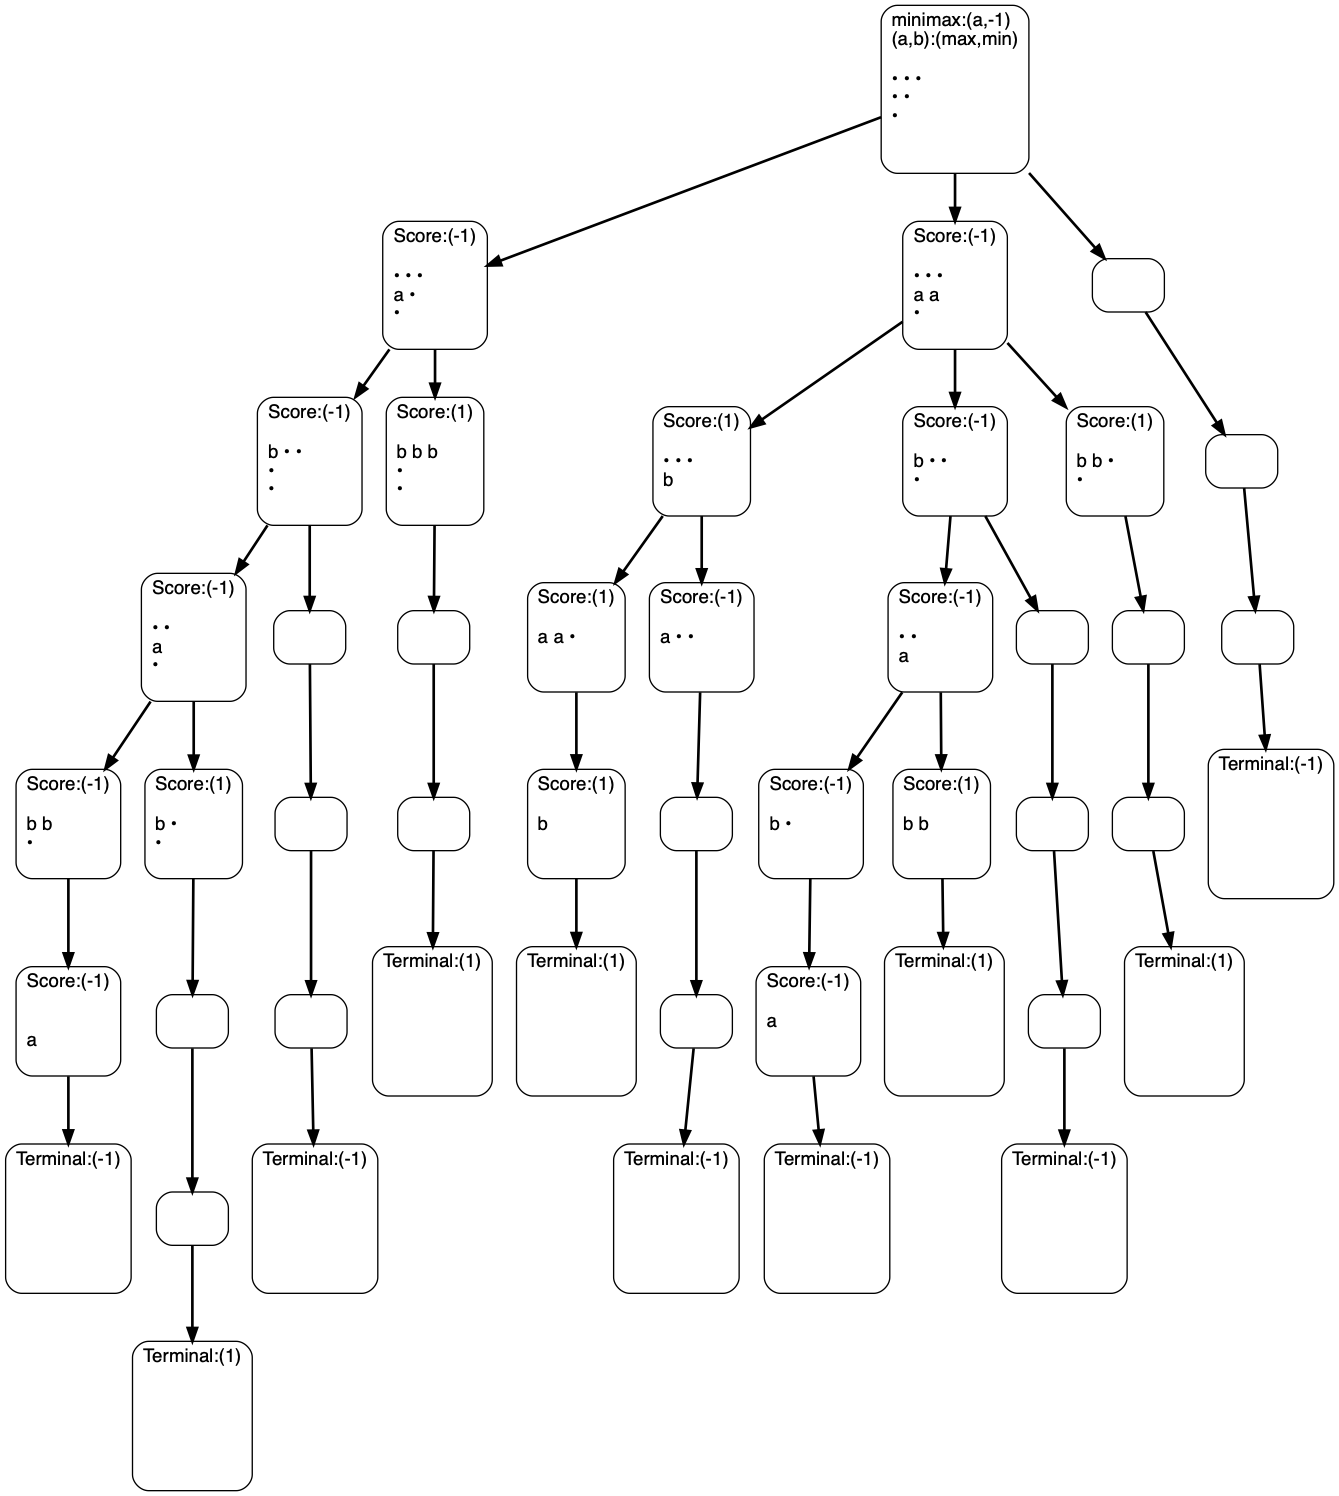 minimax:(a,-1)
(a,b):(max,min)
• • •
• •
•
Score:(-1)
• • •
a •
•
Score:(-1)
• • •
a a
•
Score:(-1)
b • •
•
•
Score:(1)
b b b
•
•
Score:(1)
• • •
b
Score:(-1)
b • •
•
Score:(1)
b b •
•
Score:(-1)
• •
a
•
Score:(1)
a a •
Score:(-1)
a • •
Score:(-1)
• •
a
Score:(-1)
b b
•
Score:(1)
b •
•
Score:(1)
b
Score:(-1)
b •
Score:(1)
b b
Terminal:(-1)
Score:(-1)
a
Terminal:(1)
Terminal:(1)
Score:(-1)
a
Terminal:(1)
Terminal:(1)
Terminal:(-1)
Terminal:(-1)
Terminal:(-1)
Terminal:(-1)
Terminal:(-1)
Terminal:(1)